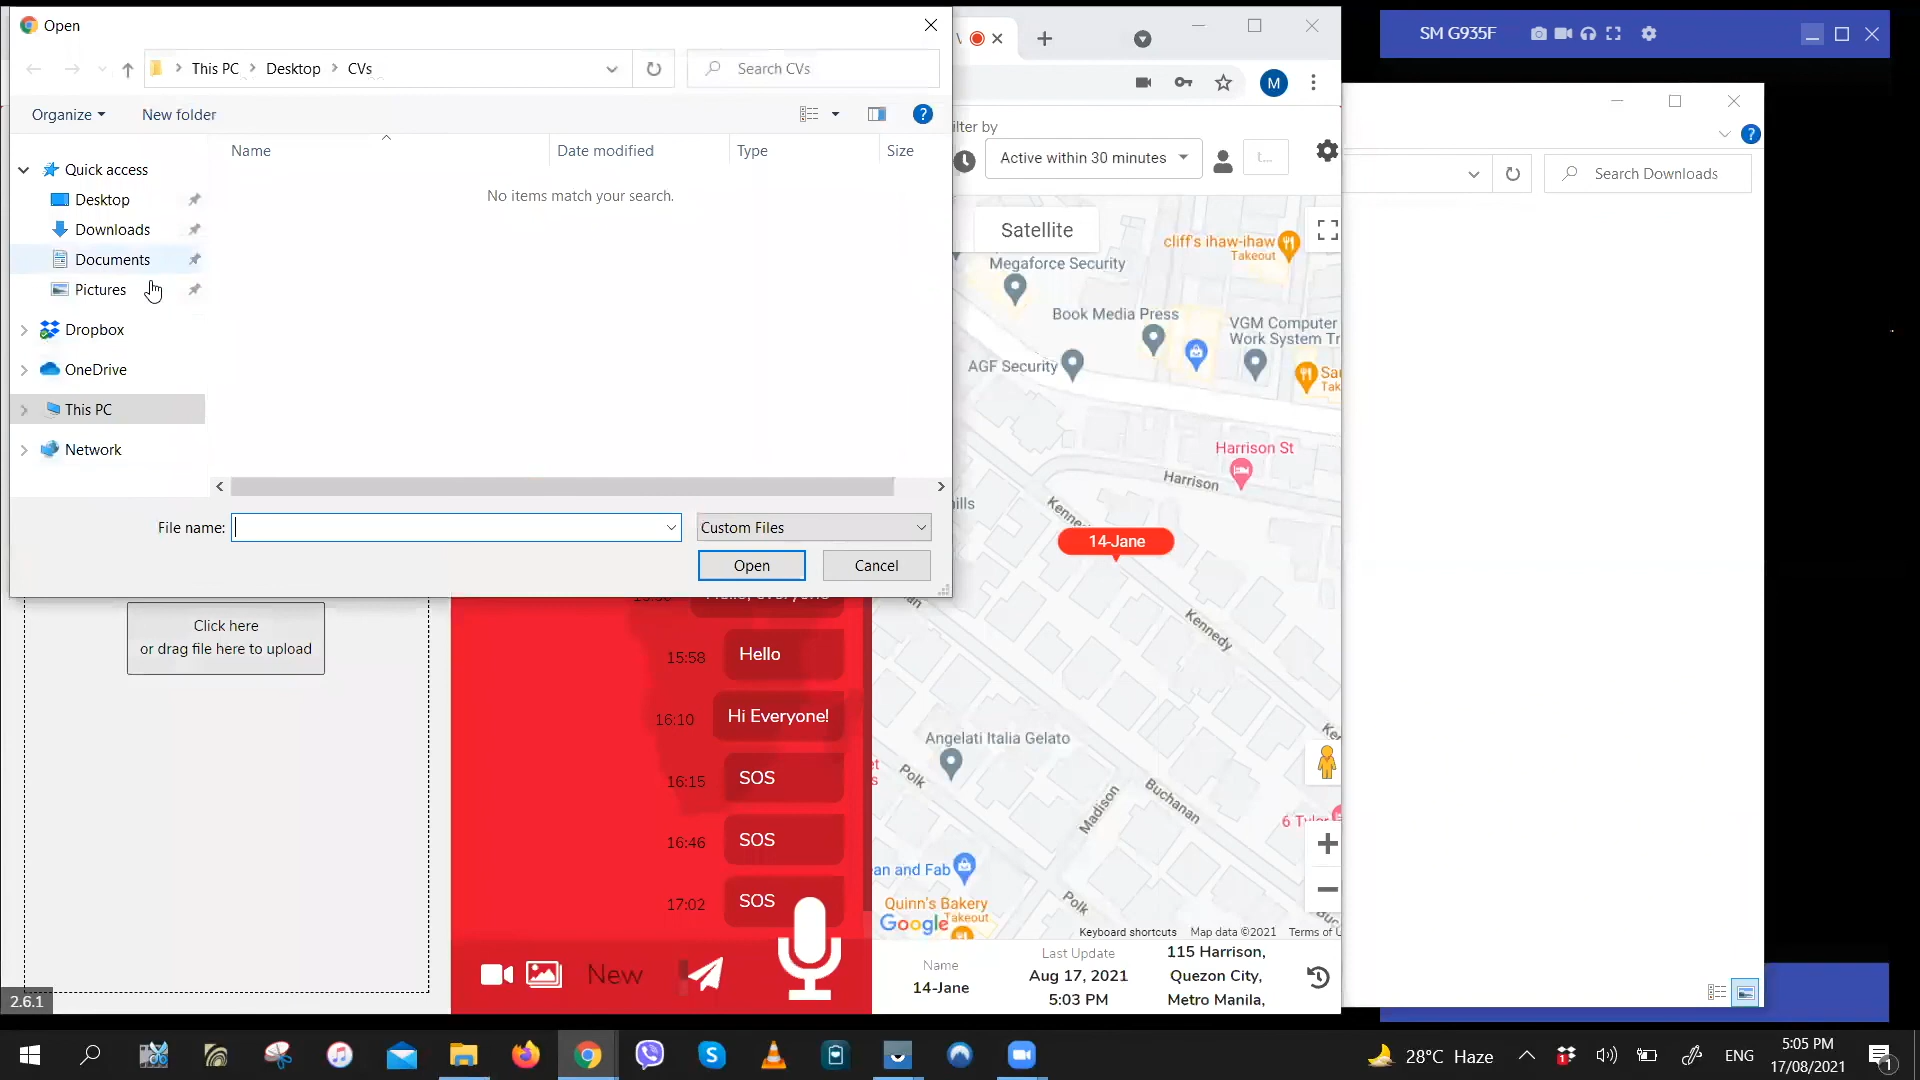 Open
This PC
Desktop
CVs
Search CVs
Organize
New folder
Name
Date modified
Type
Size
No items match your search.
Quick access
Desktop
Downloads
Documents
Pictures
Dropbox
OneDrive
This PC
Network
File name:
Custom Files
Open
Cancel
Click here
or drag file here to upload
2.6.1
15:58
Hello
16:10
Hi Everyone!
16:15
SOS
16:46
SOS
17:02
SOS
New
ilter by
Active within 30 minutes
t...
Satellite
cliff's ihaw-ihaw
Takeout
Megaforce Security
Book Media Press
VGM Computer
Work System Tr
AGF Security
Harrison St
Harrison
14-Jane
Kennedy
Angelati Italia Gelato
Polk
Madison
Buchanan
an and Fab
Polk
Quinn's Bakery
Takeout
Google
Keyboard shortcuts
Map data ©2021
Terms of U
Name
14-Jane
Last Update
Aug 17, 2021
5:03 PM
115 Harrison,
Quezon City,
Metro Manila,
M
SM G935F
Search Downloads
28°C Haze
ENG
5:05 PM
17/08/2021
1